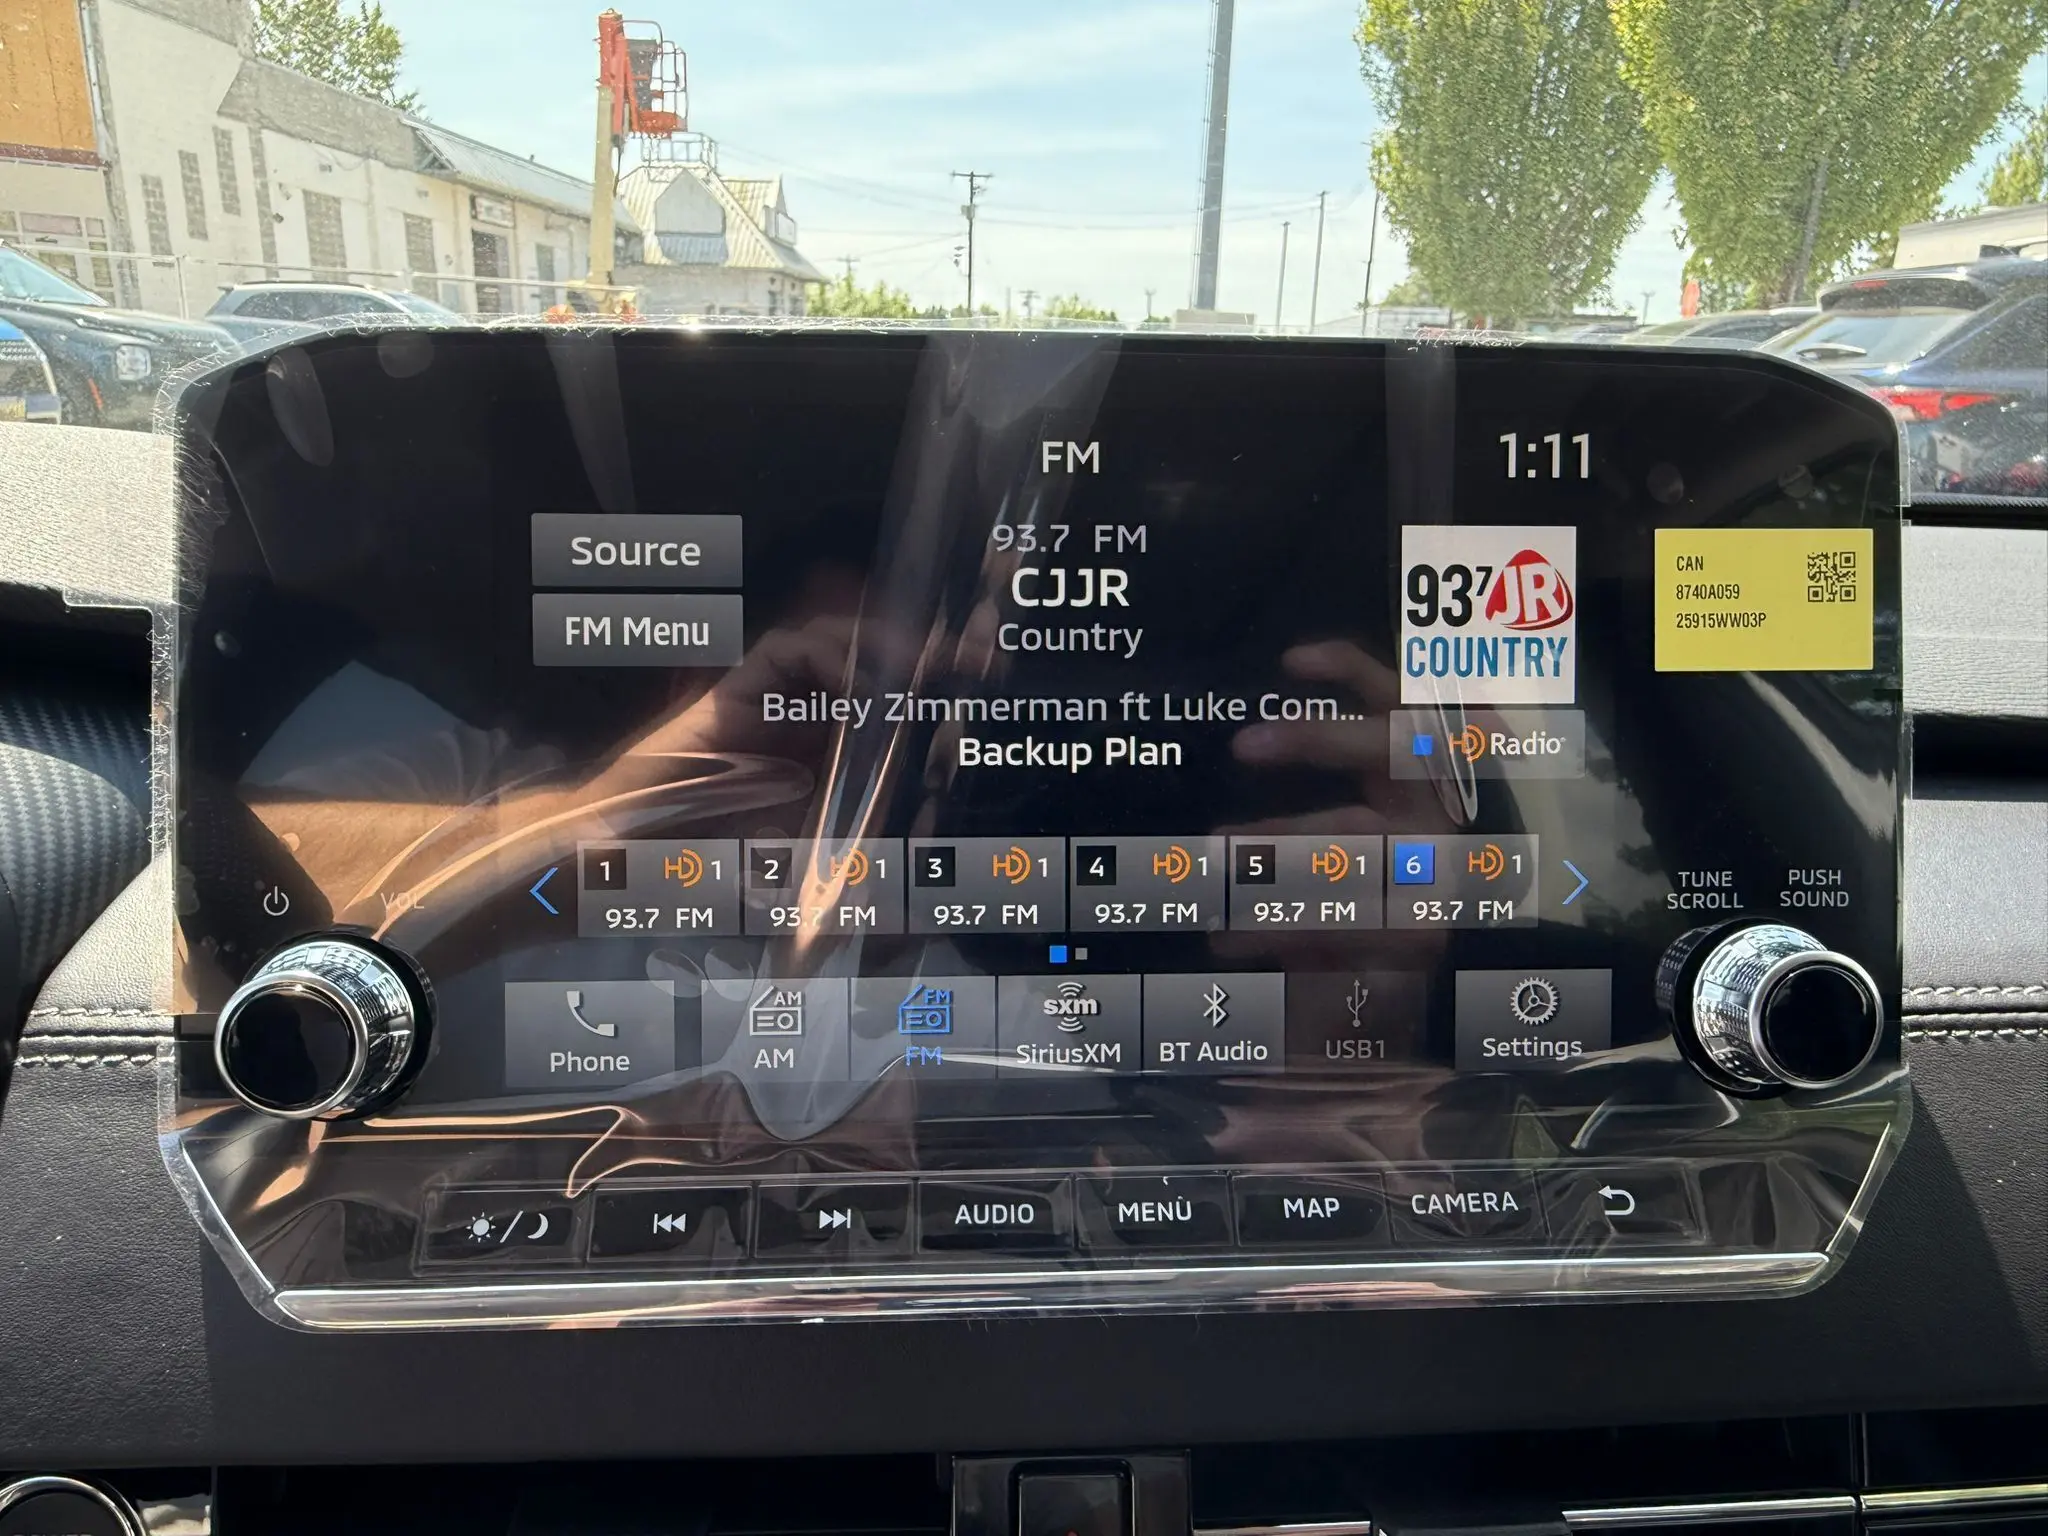 FM
1:11
Source
FM Menu
93.7 FM
CJJR
Country
Bailey Zimmerman ft Luke Com...
Backup Plan
937 JR
COUNTRY
HD Radio
CAN
8740A059
25915WW03P
1 HD 1
93.7 FM
2 HD 1
93.7 FM
3 HD 1
93.7 FM
4 HD 1
93.7 FM
5 HD 1
93.7 FM
6 HD 1
93.7 FM
VOL
TUNE
SCROLL
PUSH
SOUND
Phone
AM
AM
FM
FM
sxm
SiriusXM
BT Audio
USB1
Settings
AUDIO
MENU
MAP
CAMERA